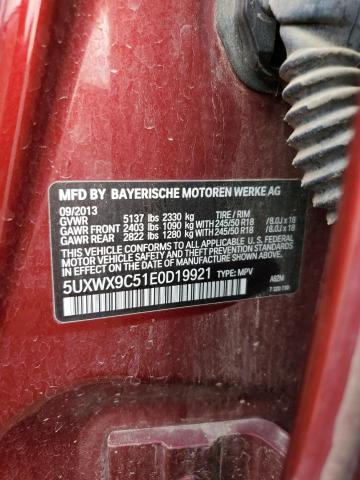 MFD BY BAYERISCHE MOTOREN WERKE AG
09/2013 TIRE / RIM
GVWR 5137 lbs 2330 kg
GAWR FRONT 2403 lbs 1090 kg WITH 245/50 R18 /8.0J x 18
GAWR REAR 2822 lbs 1280 kg WITH 245/50 R18 /8.0J x 18
THIS VEHICLE CONFORMS TO ALL APPLICABLE U.S. FEDERAL
MOTOR VEHICLE SAFETY STANDARDS IN EFFECT ON
THE DATE OF MANUFACTURE SHOWN ABOVE.
5UXWX9C51E0D19921 TYPE: MPV